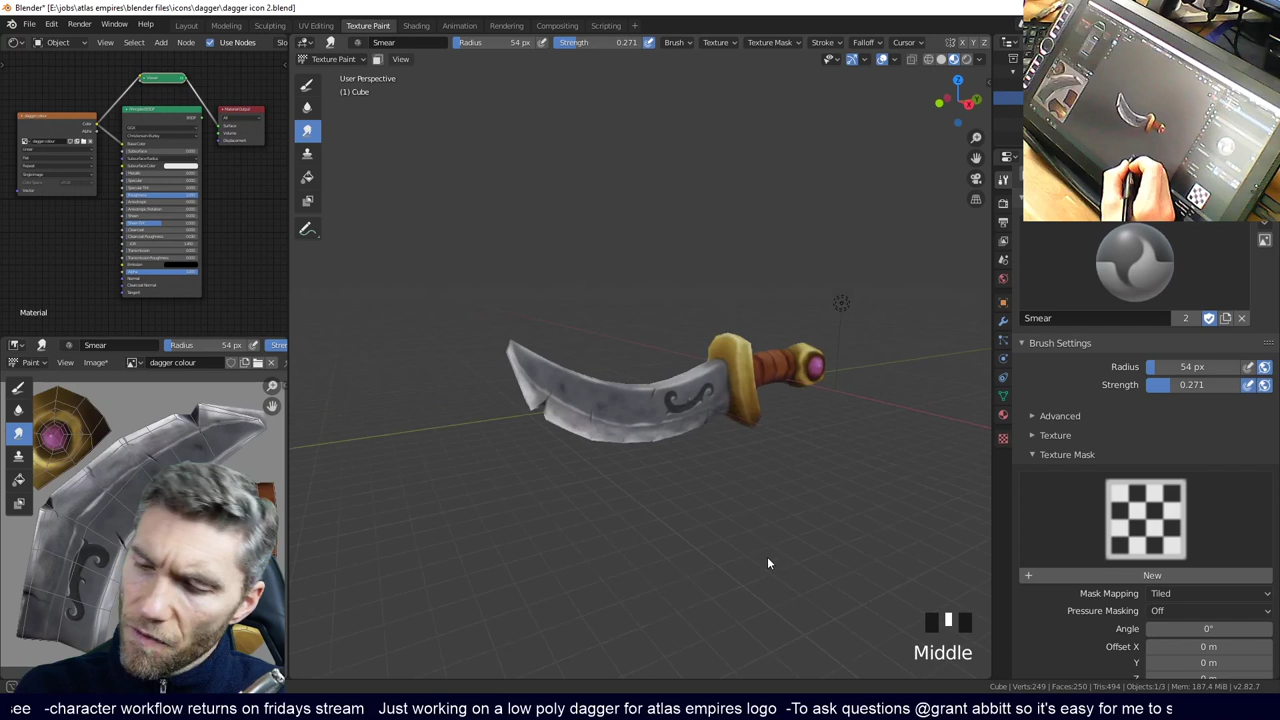 Blender* [E:\jobs\atlas empires\blender files\icons\dagger\dagger icon 2.blend]
File Edit Render Window Help Layout Modeling Sculpting UV Editing Texture Paint Shading Animation Rendering Compositing Scripting +
Object View Select Add Node Use Nodes
Smear Radius 54 px Strength 0.271 Brush Texture Texture Mask Stroke Falloff Cursor X Y Z
Texture Paint View
User Perspective
(1) Cube
Material
Smear Radius 54 px
Paint View Image* dagger colour
Smear 2
Brush Settings
Radius 54 px
Strength 0.271
Advanced
Texture
Texture Mask
+ New
Mask Mapping Tiled
Pressure Masking Off
Angle 0°
Offset X 0 m
Y 0 m
Middle
Cube | Verts:249 | Faces:250 | Tris:494 | Objects:1/3 | Mem: 187.4 MiB | v2.82.7
see -character workflow returns on fridays stream Just working on a low poly dagger for atlas empires logo -To ask questions @grant abbitt so it's easy for me to s